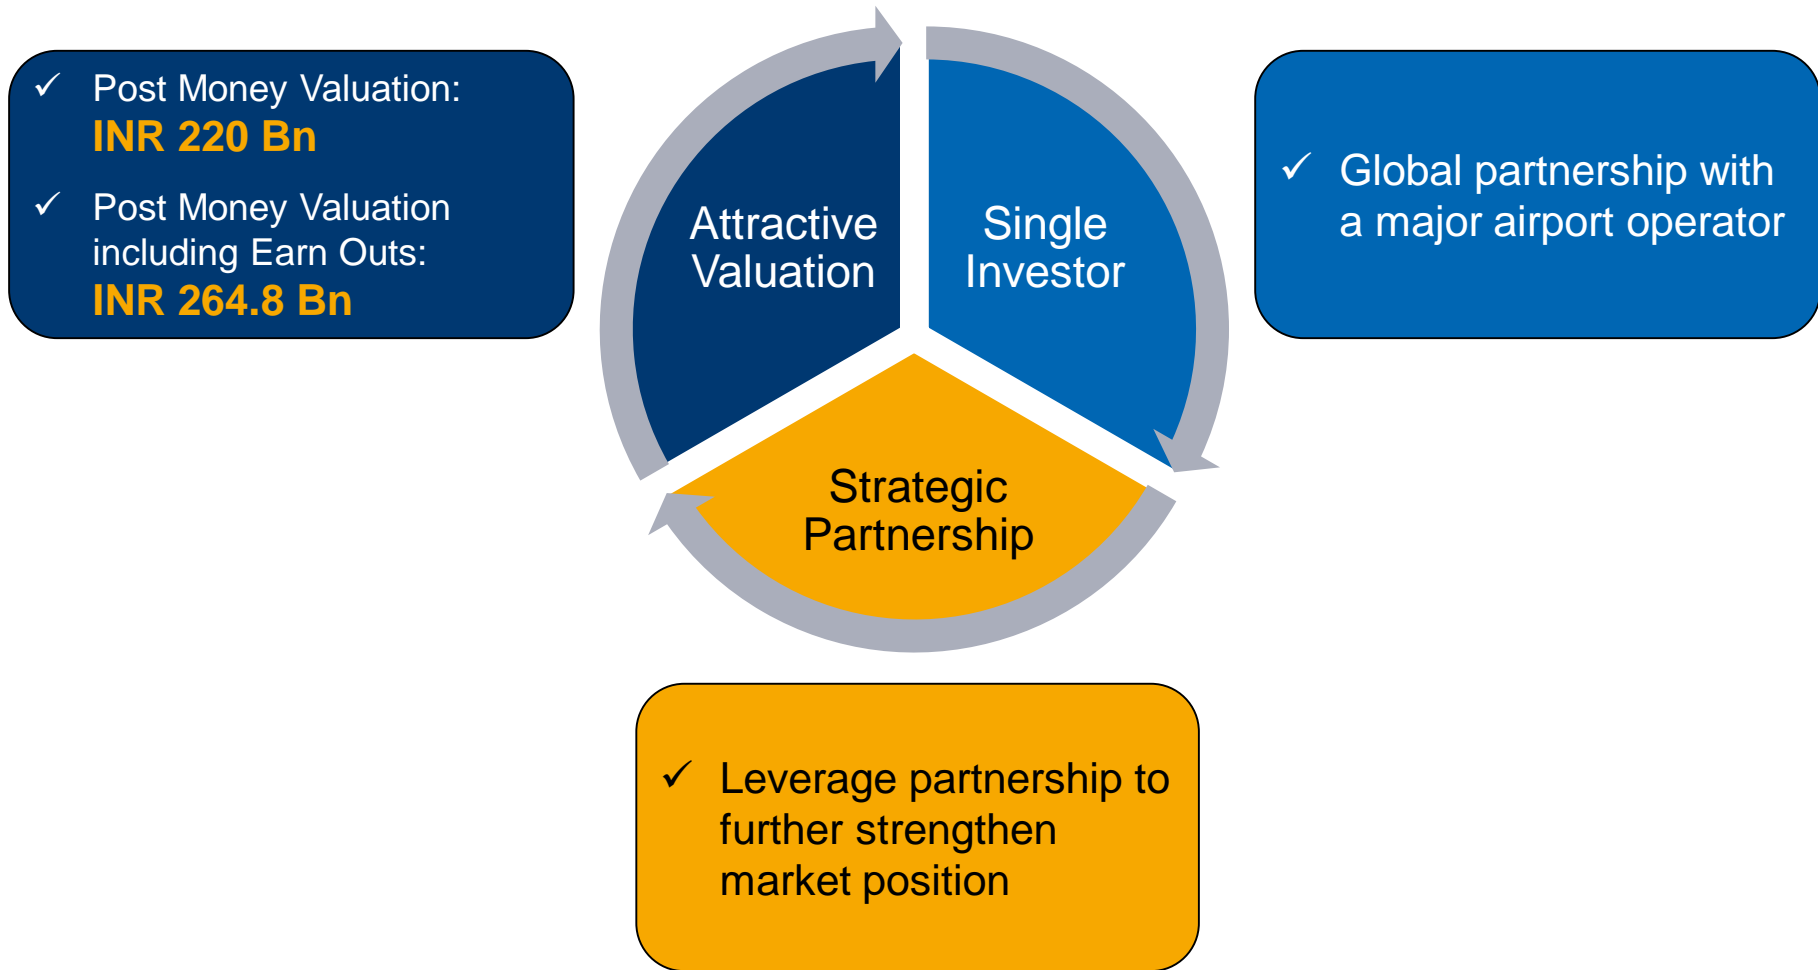 ✓ Post Money Valuation:
INR 220 Bn
✓ Post Money Valuation
including Earn Outs:
INR 264.8 Bn
Attractive
Valuation
Single
Investor
✓ Global partnership with
a major airport operator
Strategic
Partnership
✓ Leverage partnership to
further strengthen
market position